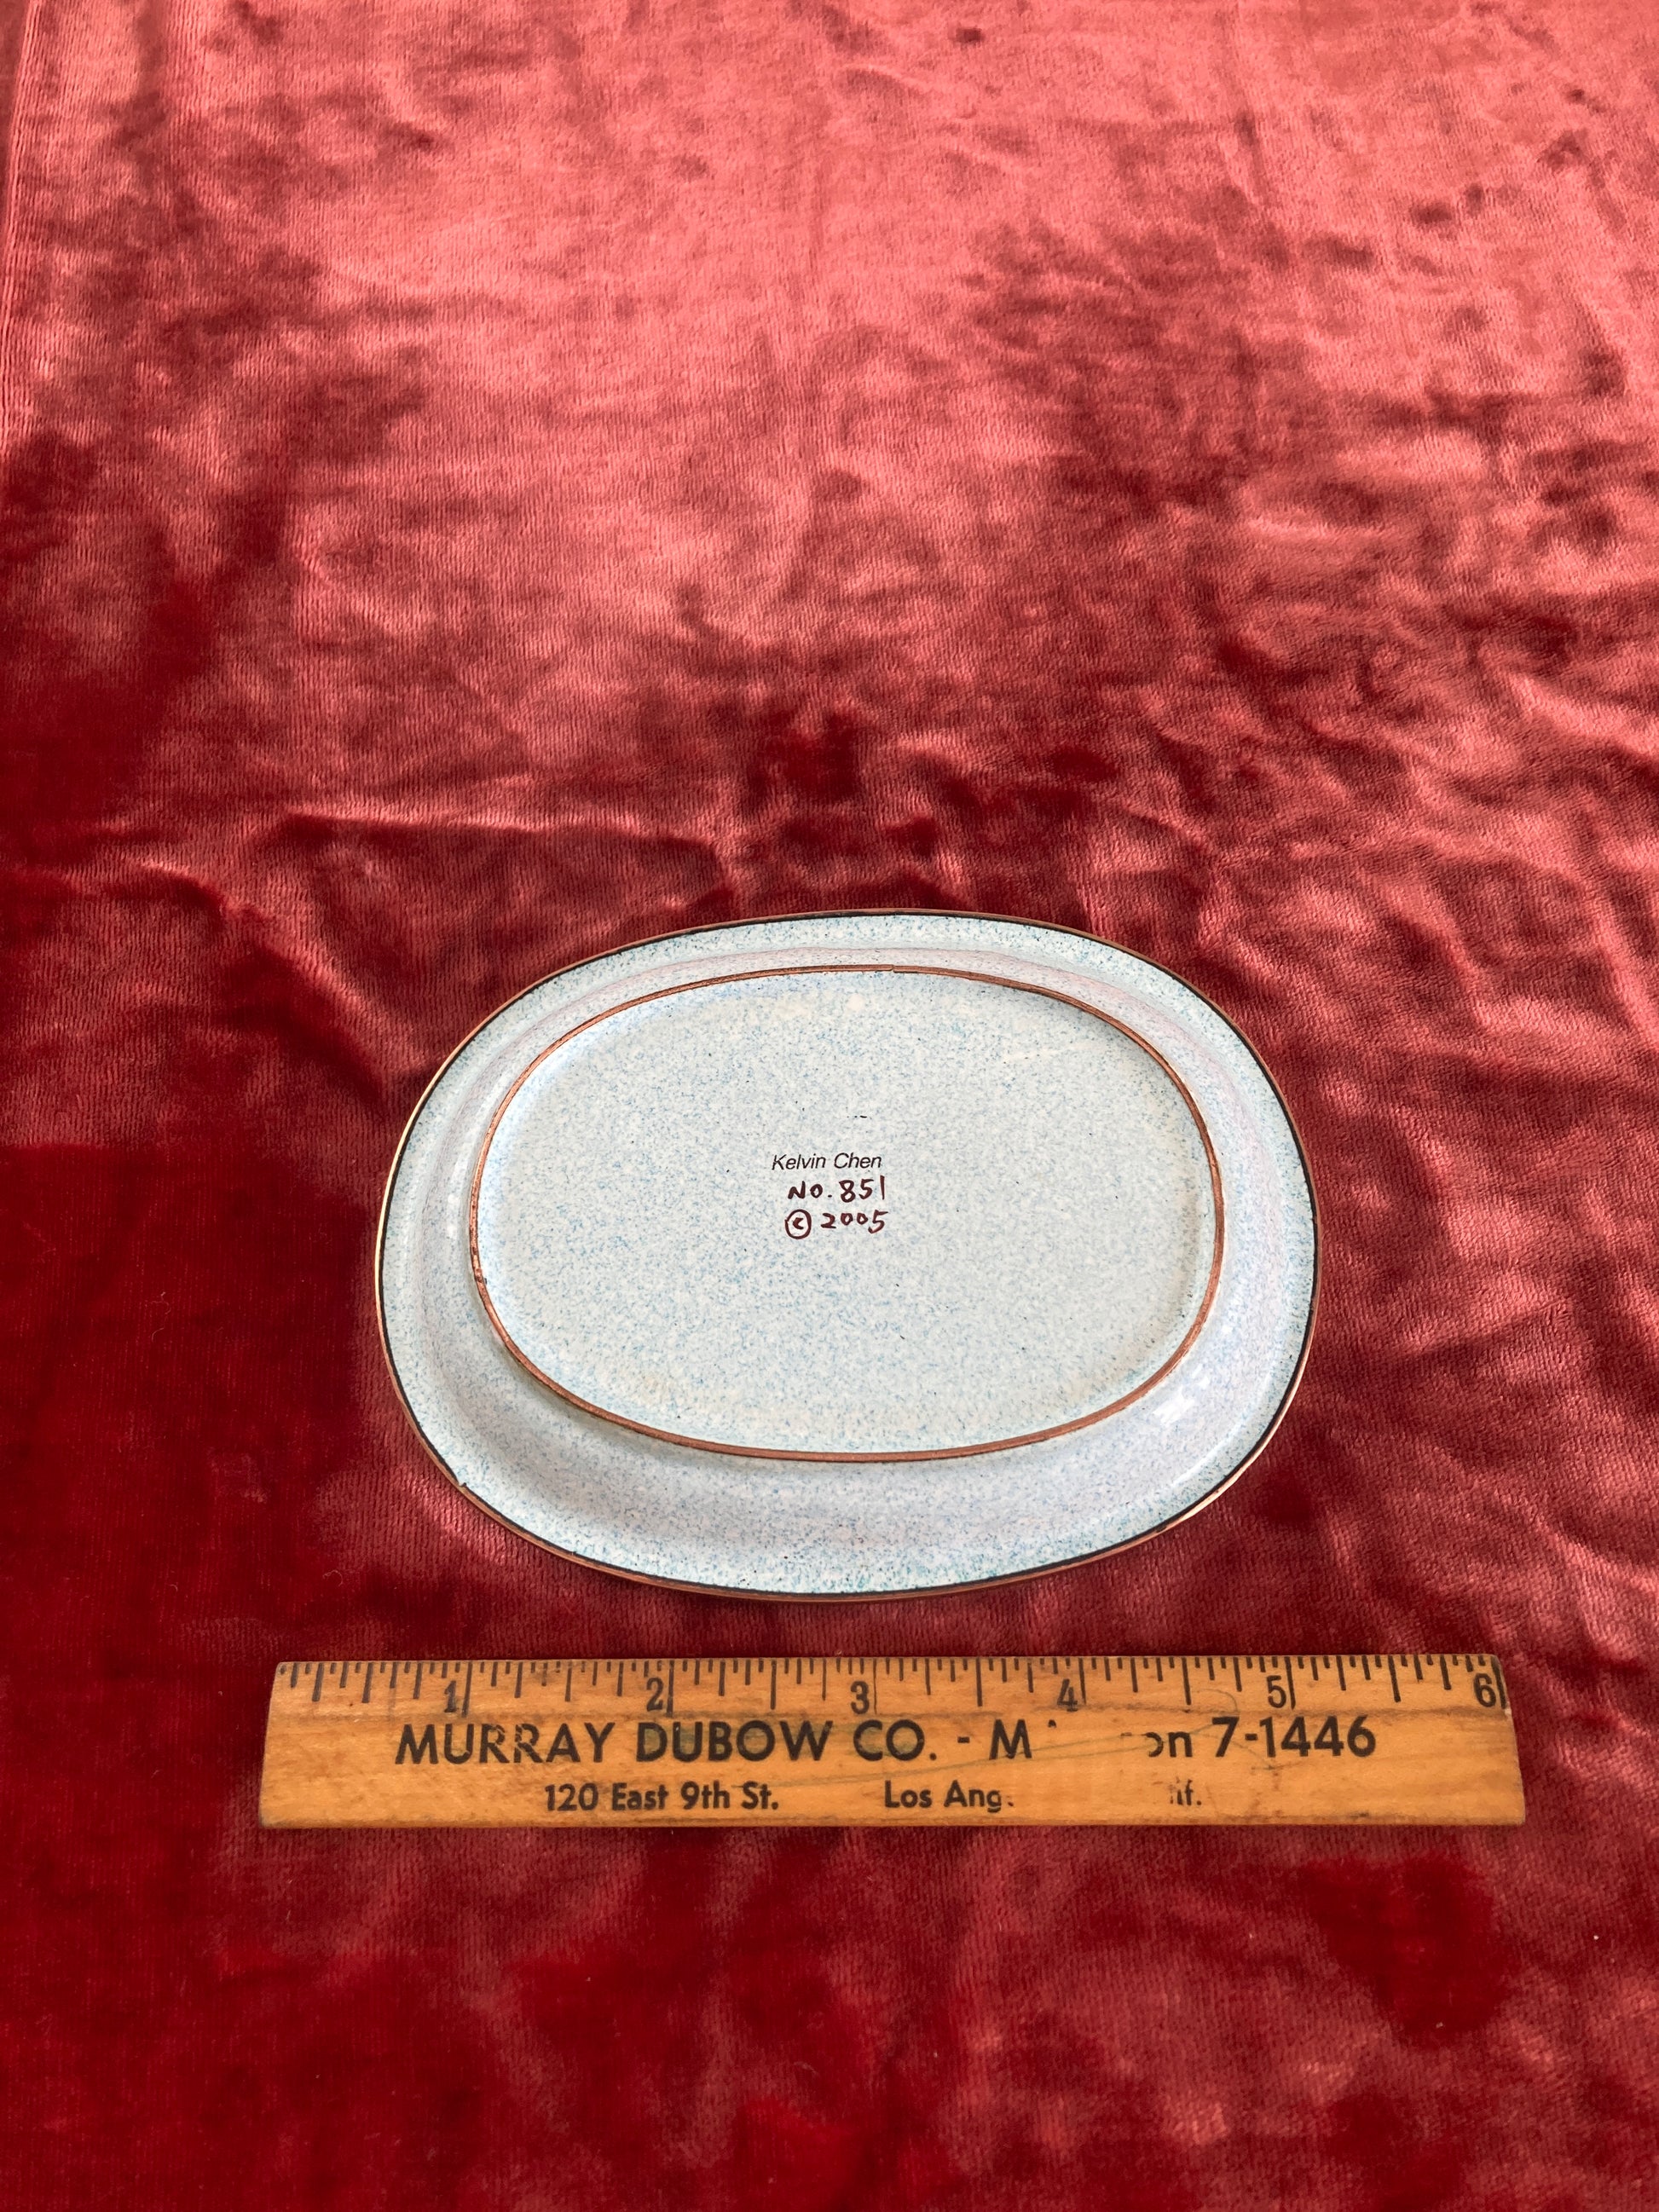 Kelvin Chen
No. 851
© 2005
1 2 3 4 5 6
MURRAY DUBOW CO. - M on 7-1446
120 East 9th St. Los Ang if.